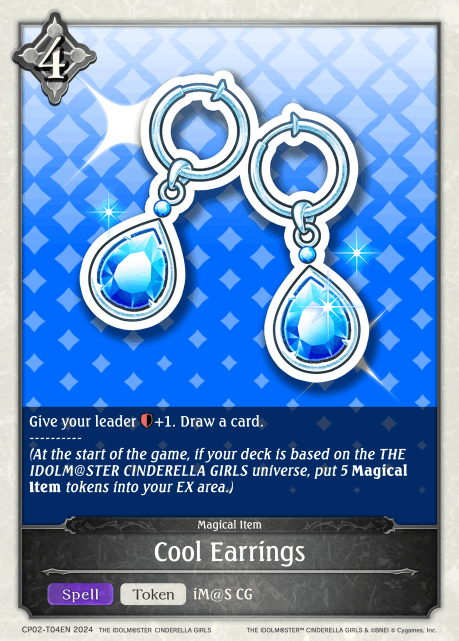 4
Give your leader +1. Draw a card.
----------
(At the start of the game, if your deck is based on the THE
IDOLM@STER CINDERELLA GIRLS universe, put 5 Magical
Item tokens into your EX area.)
Magical Item
Cool Earrings
Spell Token iM@S CG
CP02-T04EN 2024 THE IDOLM@STER CINDERELLA GIRLS THE IDOLM@STER™ CINDERELLA GIRLS & ©BNEI © Cygames, Inc.